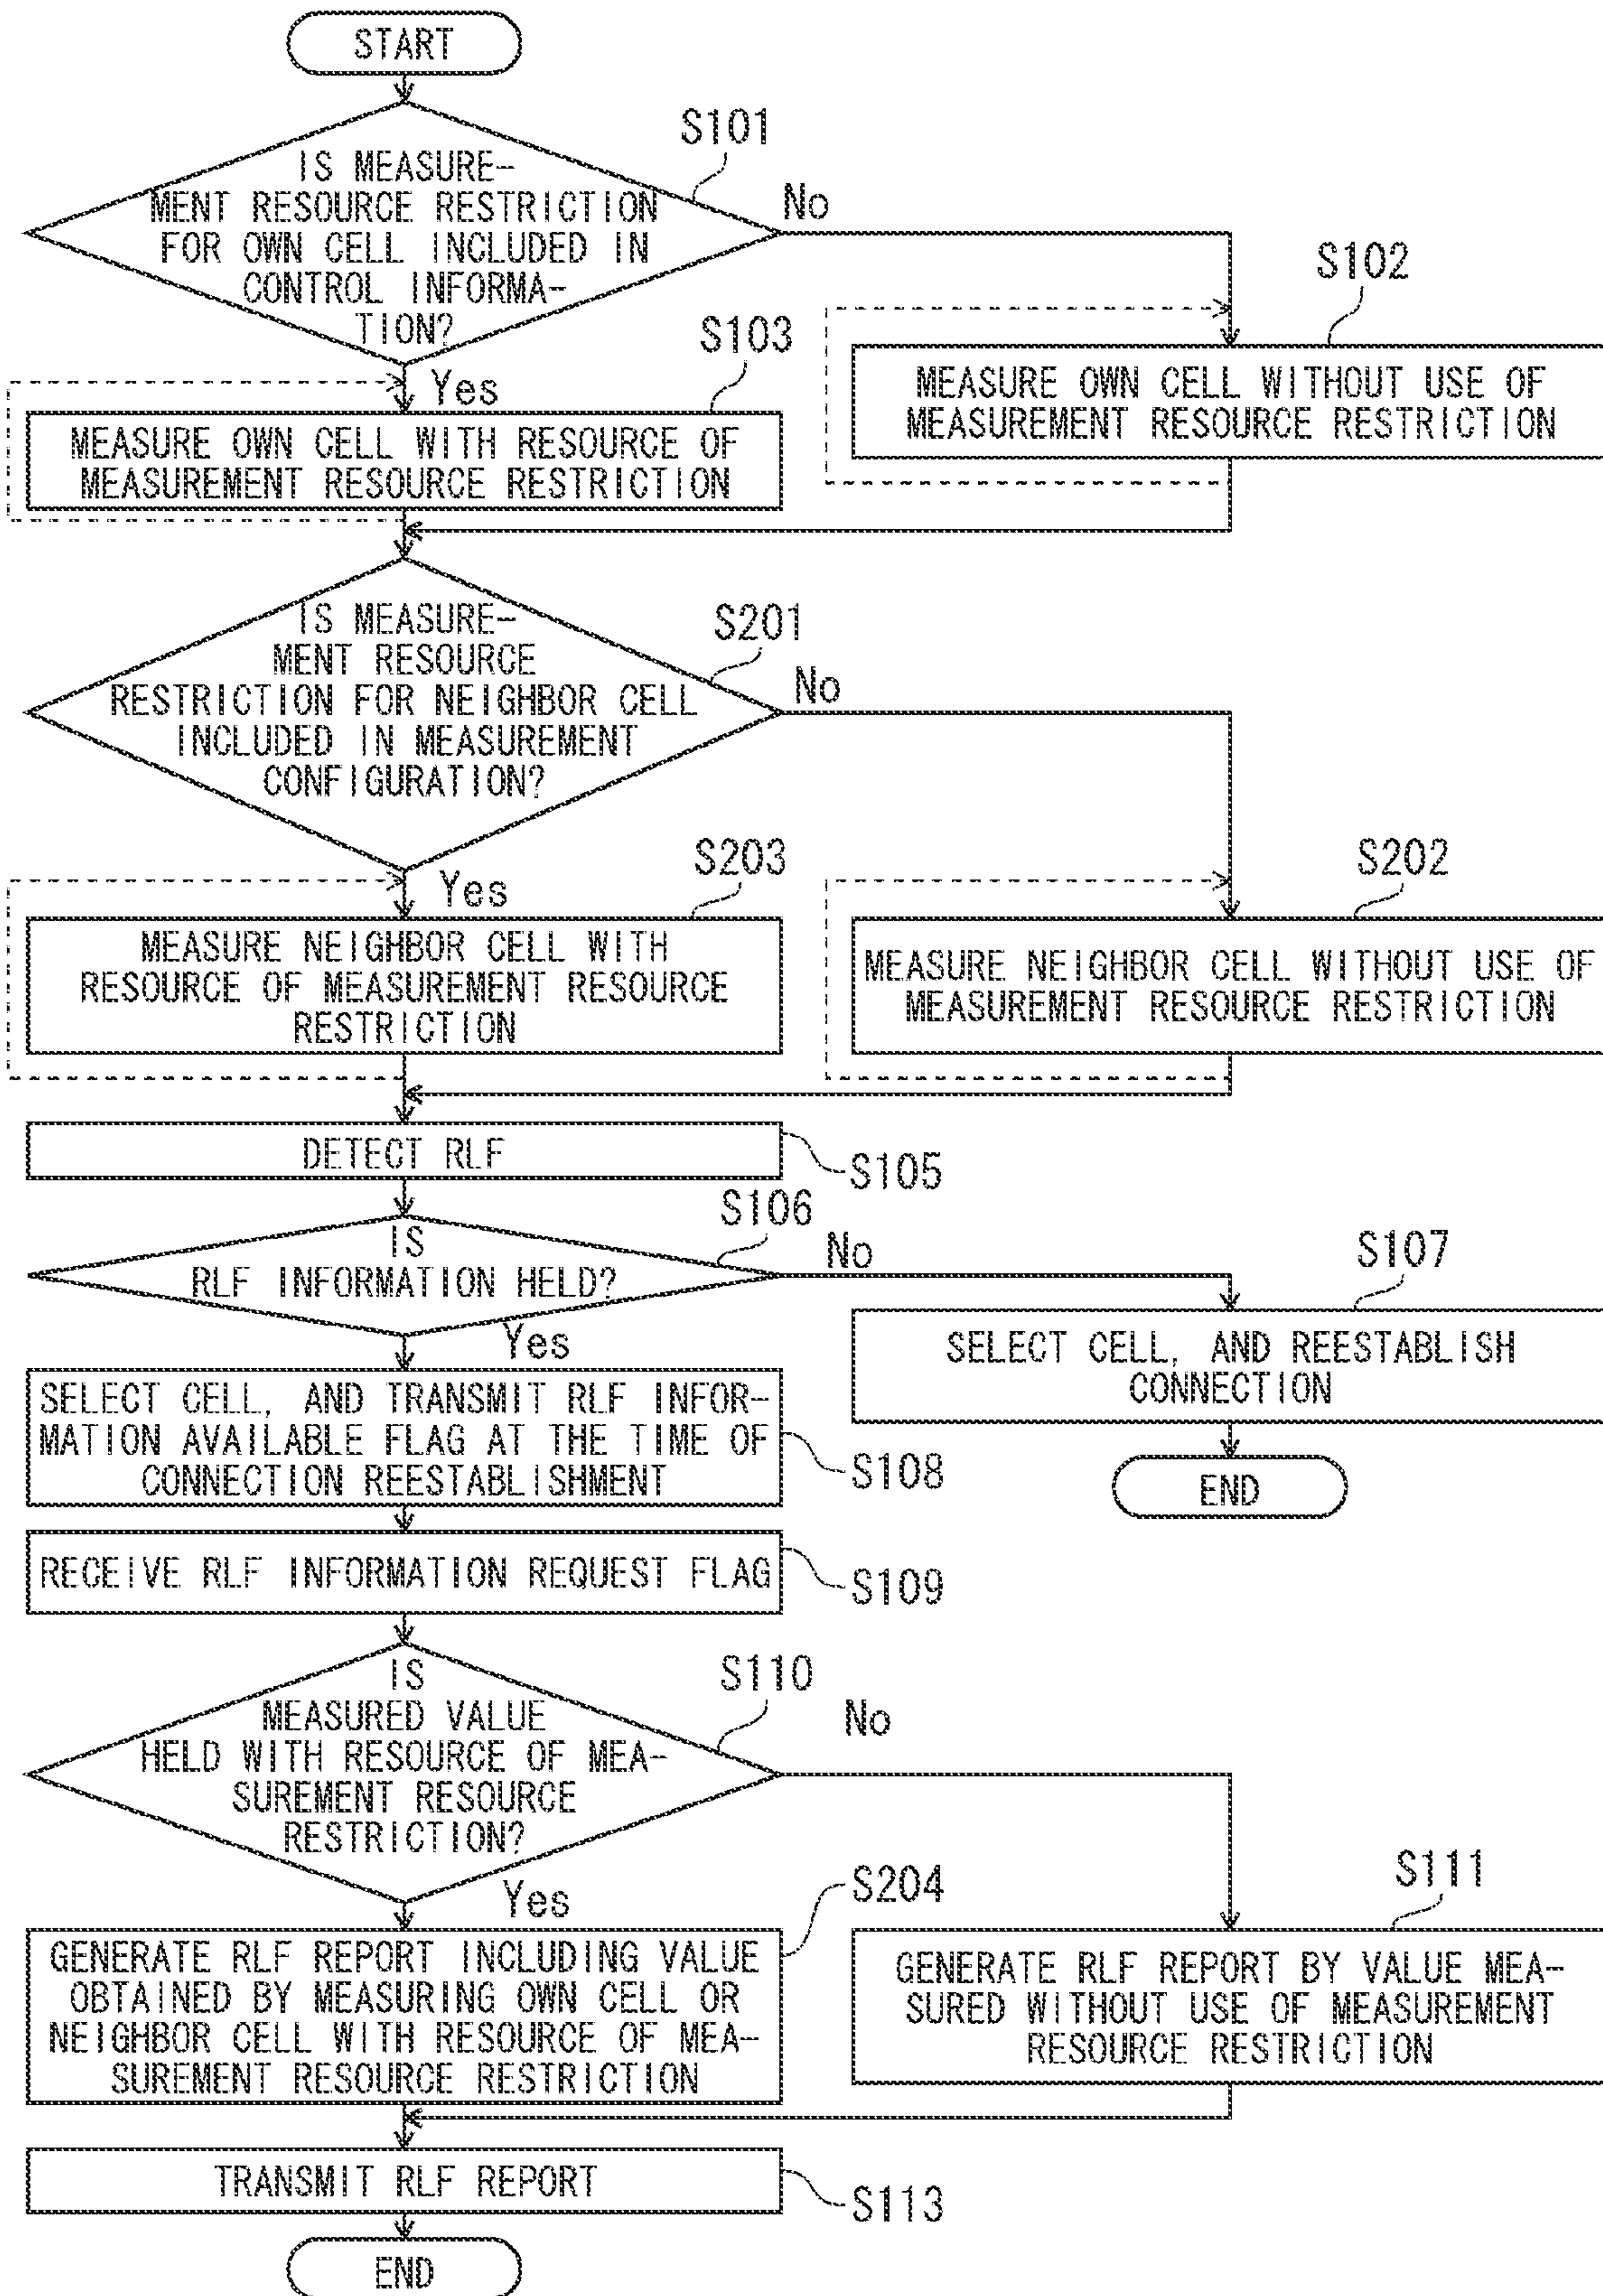 START
S101
IS MEASURE-
MENT RESOURCE RESTRICTION
FOR OWN CELL INCLUDED IN
CONTROL INFORMA-
TION?
No
S102
MEASURE OWN CELL WITHOUT USE OF
MEASUREMENT RESOURCE RESTRICTION
Yes
S103
MEASURE OWN CELL WITH RESOURCE OF
MEASUREMENT RESOURCE RESTRICTION
S201
IS MEASURE-
MENT RESOURCE
RESTRICTION FOR NEIGHBOR CELL
INCLUDED IN MEASUREMENT
CONFIGURATION?
No
S202
MEASURE NEIGHBOR CELL WITHOUT USE OF
MEASUREMENT RESOURCE RESTRICTION
Yes
S203
MEASURE NEIGHBOR CELL WITH
RESOURCE OF MEASUREMENT RESOURCE
RESTRICTION
DETECT RLF
S105
S106
IS
RLF INFORMATION HELD?
No
S107
SELECT CELL, AND REESTABLISH
CONNECTION
END
Yes
SELECT CELL, AND TRANSMIT RLF INFOR-
MATION AVAILABLE FLAG AT THE TIME OF
CONNECTION REESTABLISHMENT
S108
RECEIVE RLF INFORMATION REQUEST FLAG
S109
S110
IS
MEASURED VALUE
HELD WITH RESOURCE OF MEA-
SUREMENT RESOURCE
RESTRICTION?
No
S111
GENERATE RLF REPORT BY VALUE MEA-
SURED WITHOUT USE OF MEASUREMENT
RESOURCE RESTRICTION
Yes
S204
GENERATE RLF REPORT INCLUDING VALUE
OBTAINED BY MEASURING OWN CELL OR
NEIGHBOR CELL WITH RESOURCE OF MEA-
SUREMENT RESOURCE RESTRICTION
TRANSMIT RLF REPORT
S113
END